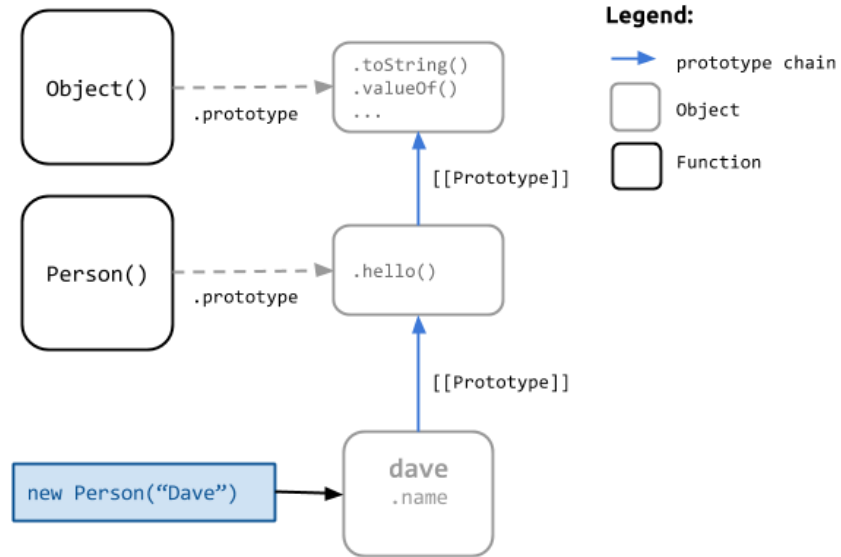 Legend:
Object()
.prototype
.toString()
.valueOf()
...
prototype chain
Object
Function
[[Prototype]]
Person()
.prototype
.hello()
[[Prototype]]
new Person(“Dave”)
dave
.name